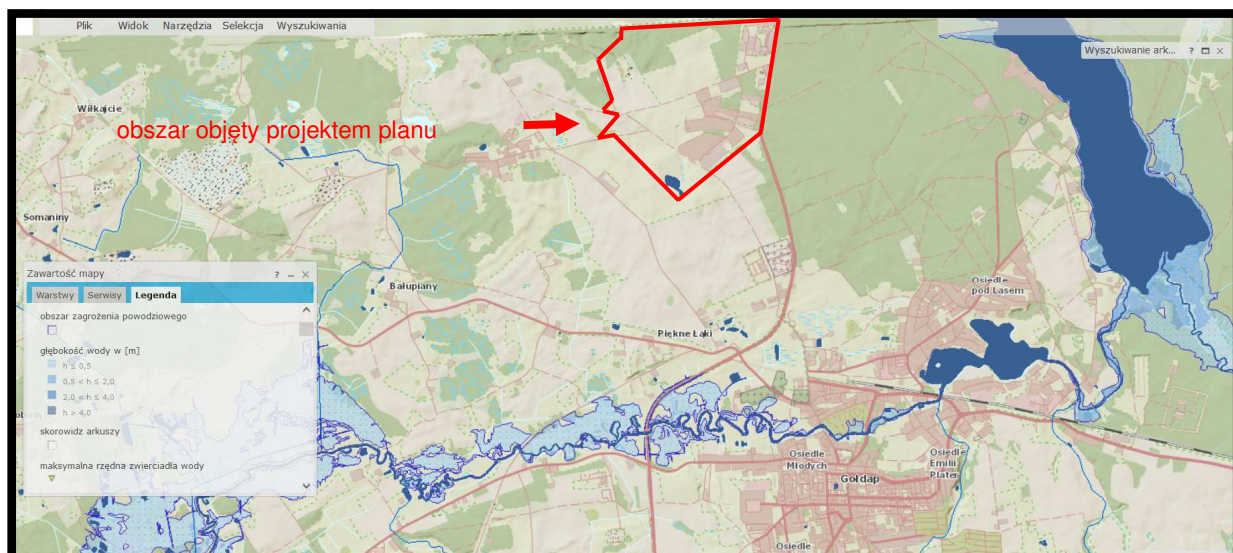 Plik Widok Narzędzia Selekcja Wyszukiwania
Wyszukiwanie ark... ?
Wiłkajcie
obszar objęty projektem planu
Somaniny
Zawartość mapy ?
Warstwy Serwisy Legenda
obszar zagrożenia powodziowego
głębokość wody w [m]
h ≤ 0,5
0,5 < h ≤ 2,0
2,0 < h ≤ 4,0
h > 4,0
skorowidz arkuszy
maksymalna rzędna zwierciadła wody
Bałupiany
Osiedle
pod Lasem
Piękne Łąki
Osiedle
Młodych
Gołdap
Osiedle
Emilii
Plater
Osiedle